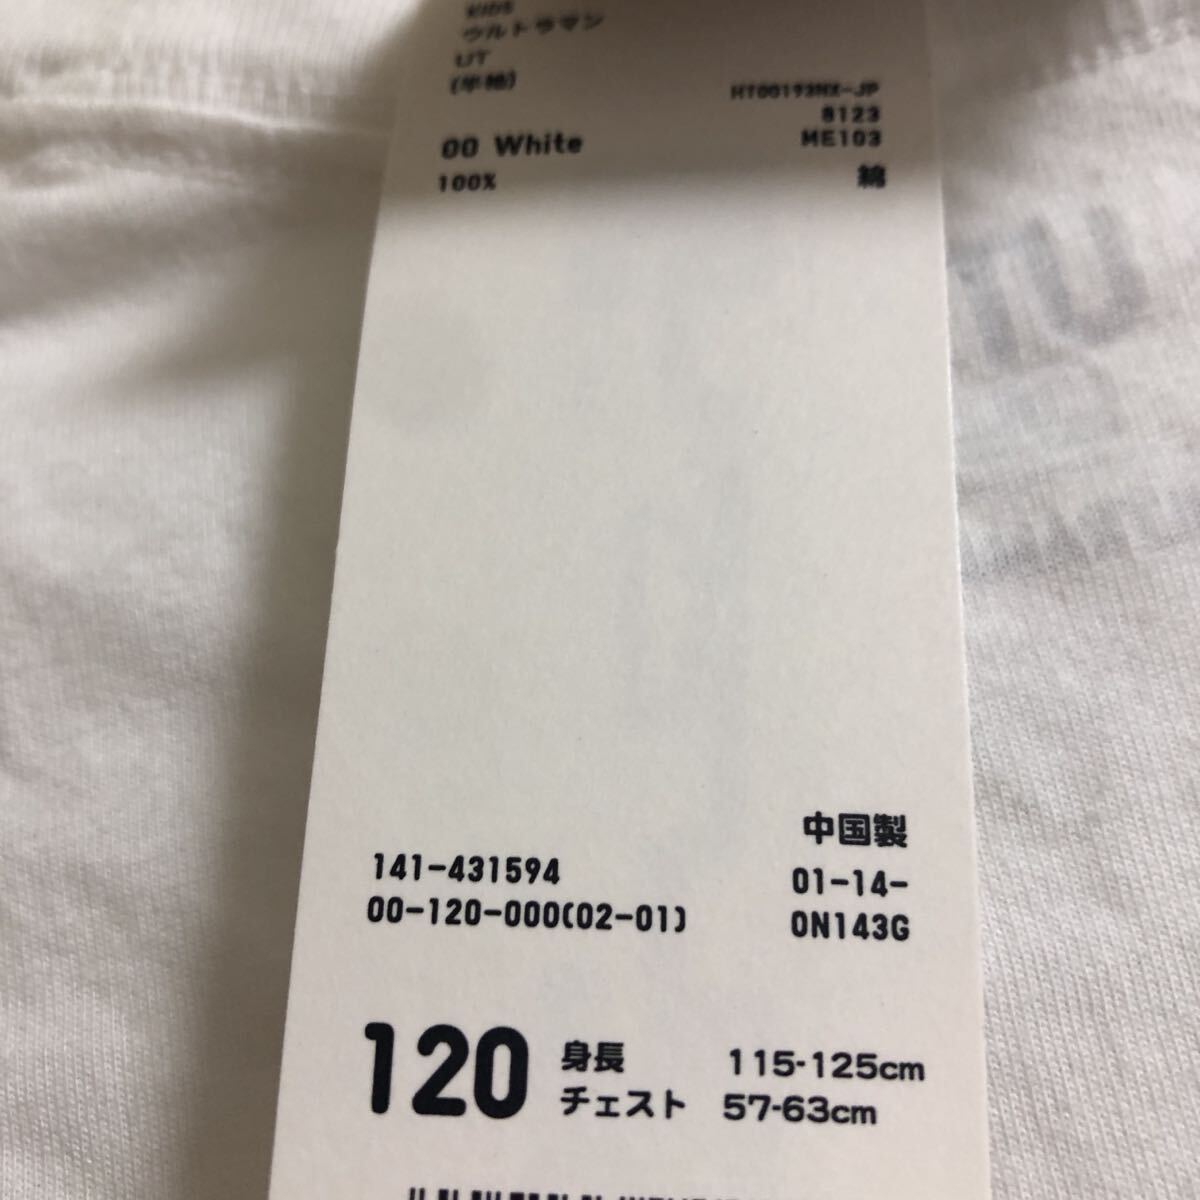 KIDS
ウルトラマン
UT
(半袖)
HT00193NX-JP
8123
00 White
ME103
100%
綿
中国製
141-431594
01-14-
00-120-000(02-01)
0N143G
120
身長 115-125cm
チェスト 57-63cm